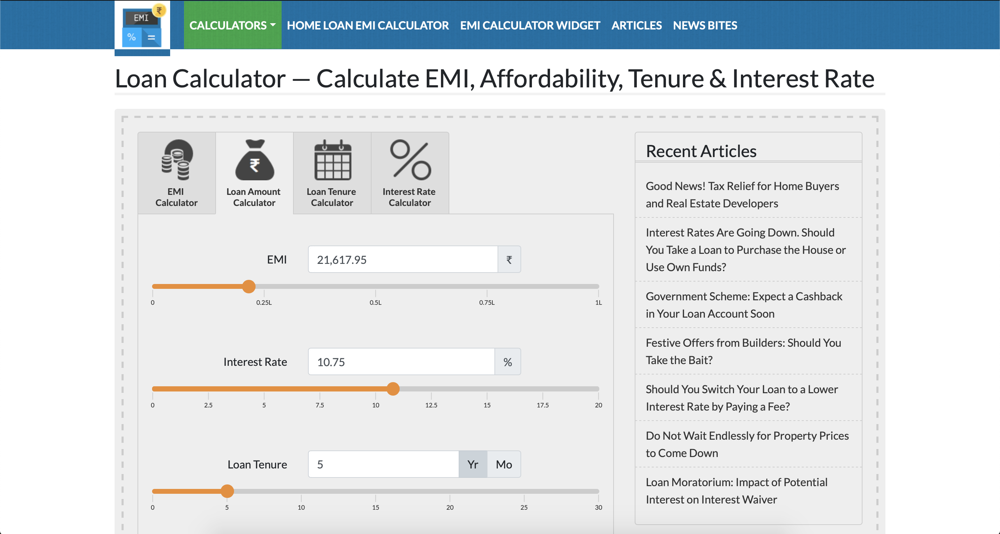 EMI ₹
% =
CALCULATORS HOME LOAN EMI CALCULATOR EMI CALCULATOR WIDGET ARTICLES NEWS BITES
Loan Calculator — Calculate EMI, Affordability, Tenure & Interest Rate
EMI
Calculator
₹
Loan Amount
Calculator
Loan Tenure
Calculator
Interest Rate
Calculator
EMI 21,617.95 ₹
0 0.25L 0.5L 0.75L 1L
Interest Rate 10.75 %
0 2.5 5 7.5 10 12.5 15 17.5 20
Loan Tenure 5 Yr Mo
0 5 10 15 20 25 30
Recent Articles
Good News! Tax Relief for Home Buyers
and Real Estate Developers
Interest Rates Are Going Down. Should
You Take a Loan to Purchase the House or
Use Own Funds?
Government Scheme: Expect a Cashback
in Your Loan Account Soon
Festive Offers from Builders: Should You
Take the Bait?
Should You Switch Your Loan to a Lower
Interest Rate by Paying a Fee?
Do Not Wait Endlessly for Property Prices
to Come Down
Loan Moratorium: Impact of Potential
Interest on Interest Waiver